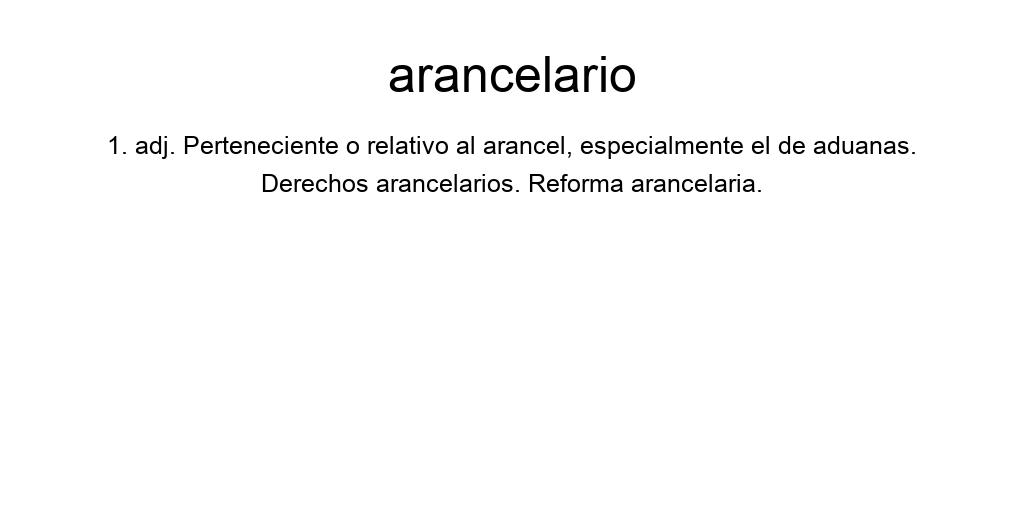 arancelario
1. adj. Perteneciente o relativo al arancel, especialmente el de aduanas.
Derechos arancelarios. Reforma arancelaria.